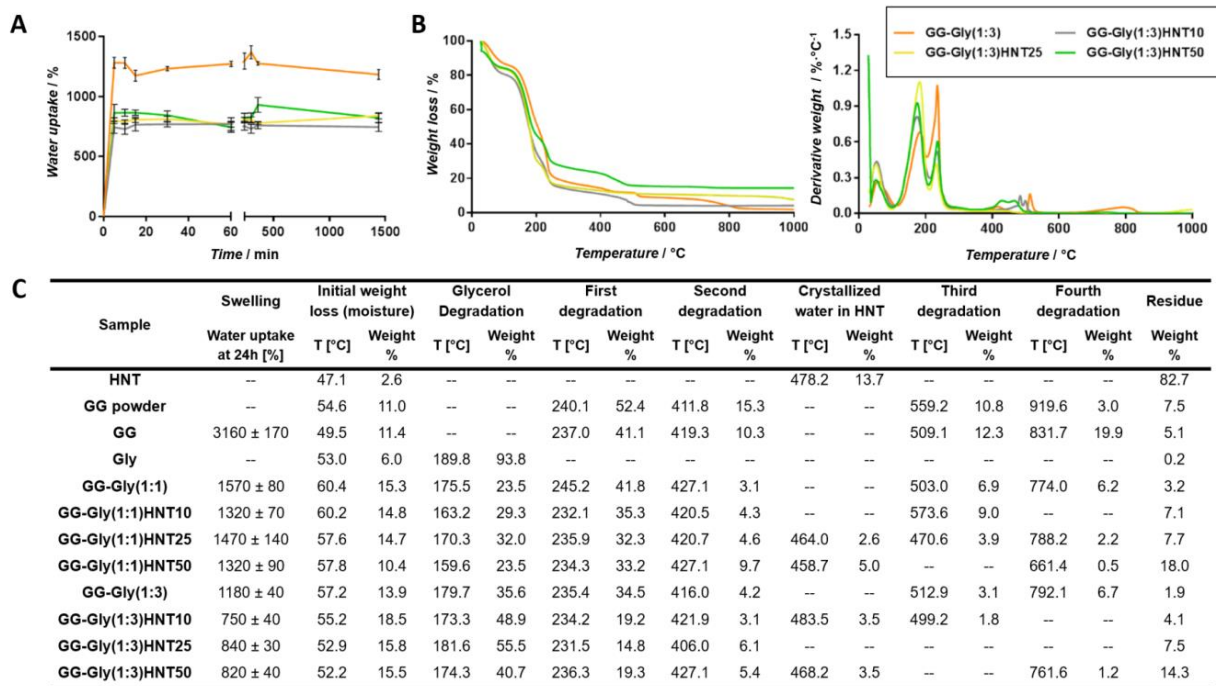 A
Water uptake / %
1500
1000
500
0
0
20
40
60
500
1000
1500
Time / min
B
Weight loss / %
100
80
60
40
20
0
0
200
400
600
800
1000
Temperature / °C
Derivative weight / %·°C⁻¹
1.5
1.2
0.9
0.6
0.3
0.0
0
200
400
600
800
1000
Temperature / °C
GG-Gly(1:3) GG-Gly(1:3)HNT10
GG-Gly(1:3)HNT25 GG-Gly(1:3)HNT50
C
Sample Swelling Initial weight loss (moisture) Glycerol Degradation First degradation Second degradation Crystallized water in HNT Third degradation Fourth degradation Residue
Water uptake at 24h [%] T [°C] Weight % T [°C] Weight % T [°C] Weight % T [°C] Weight % T [°C] Weight % T [°C] Weight % T [°C] Weight % Weight %
HNT -- 47.1 2.6 -- -- -- -- -- -- 478.2 13.7 -- -- -- -- 82.7
GG powder -- 54.6 11.0 -- -- 240.1 52.4 411.8 15.3 -- -- 559.2 10.8 919.6 3.0 7.5
GG 3160 ± 170 49.5 11.4 -- -- 237.0 41.1 419.3 10.3 -- -- 509.1 12.3 831.7 19.9 5.1
Gly -- 53.0 6.0 189.8 93.8 -- -- -- -- -- -- -- -- -- -- 0.2
GG-Gly(1:1) 1570 ± 80 60.4 15.3 175.5 23.5 245.2 41.8 427.1 3.1 -- -- 503.0 6.9 774.0 6.2 3.2
GG-Gly(1:1)HNT10 1320 ± 70 60.2 14.8 163.2 29.3 232.1 35.3 420.5 4.3 -- -- 573.6 9.0 -- -- 7.1
GG-Gly(1:1)HNT25 1470 ± 140 57.6 14.7 170.3 32.0 235.9 32.3 420.7 4.6 464.0 2.6 470.6 3.9 788.2 2.2 7.7
GG-Gly(1:1)HNT50 1320 ± 90 57.8 10.4 159.6 23.5 234.3 33.2 427.1 9.7 458.7 5.0 -- -- 661.4 0.5 18.0
GG-Gly(1:3) 1180 ± 40 57.2 13.9 179.7 35.6 235.4 34.5 416.0 4.2 -- -- 512.9 3.1 792.1 6.7 1.9
GG-Gly(1:3)HNT10 750 ± 40 55.2 18.5 173.3 48.9 234.2 19.2 421.9 3.1 483.5 3.5 499.2 1.8 -- -- 4.1
GG-Gly(1:3)HNT25 840 ± 30 52.9 15.8 181.6 55.5 231.5 14.8 406.0 6.1 -- -- -- -- -- -- 7.5
GG-Gly(1:3)HNT50 820 ± 40 52.2 15.5 174.3 40.7 236.3 19.3 427.1 5.4 468.2 3.5 -- -- 761.6 1.2 14.3